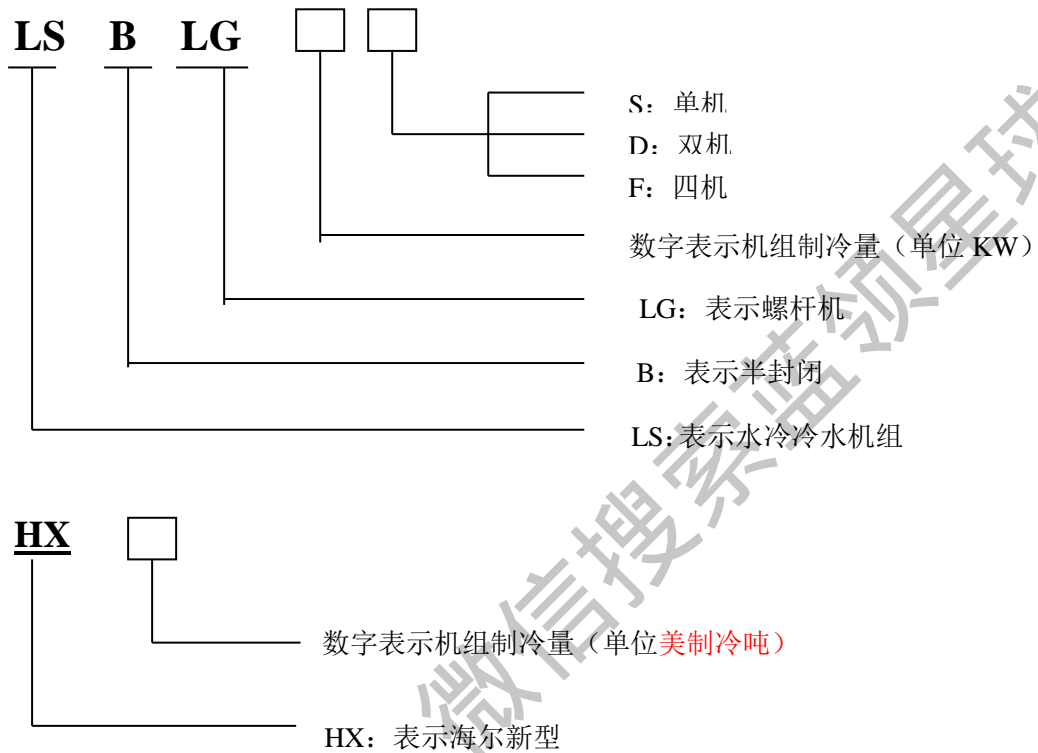 LS B LG
S：单机
D：双机
F：四机
数字表示机组制冷量（单位 KW）
LG：表示螺杆机
B：表示半封闭
LS：表示水冷冷水机组
HX
数字表示机组制冷量（单位美制冷吨）
HX：表示海尔新型
微信搜索蓝领星球